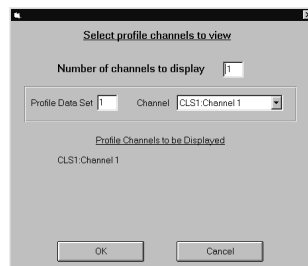 Select profile channels to view
Number of channels to display 1
Profile Data Set 1 Channel CLS1:Channel 1
Profile Channels to be Displayed
CLS1:Channel 1
OK Cancel